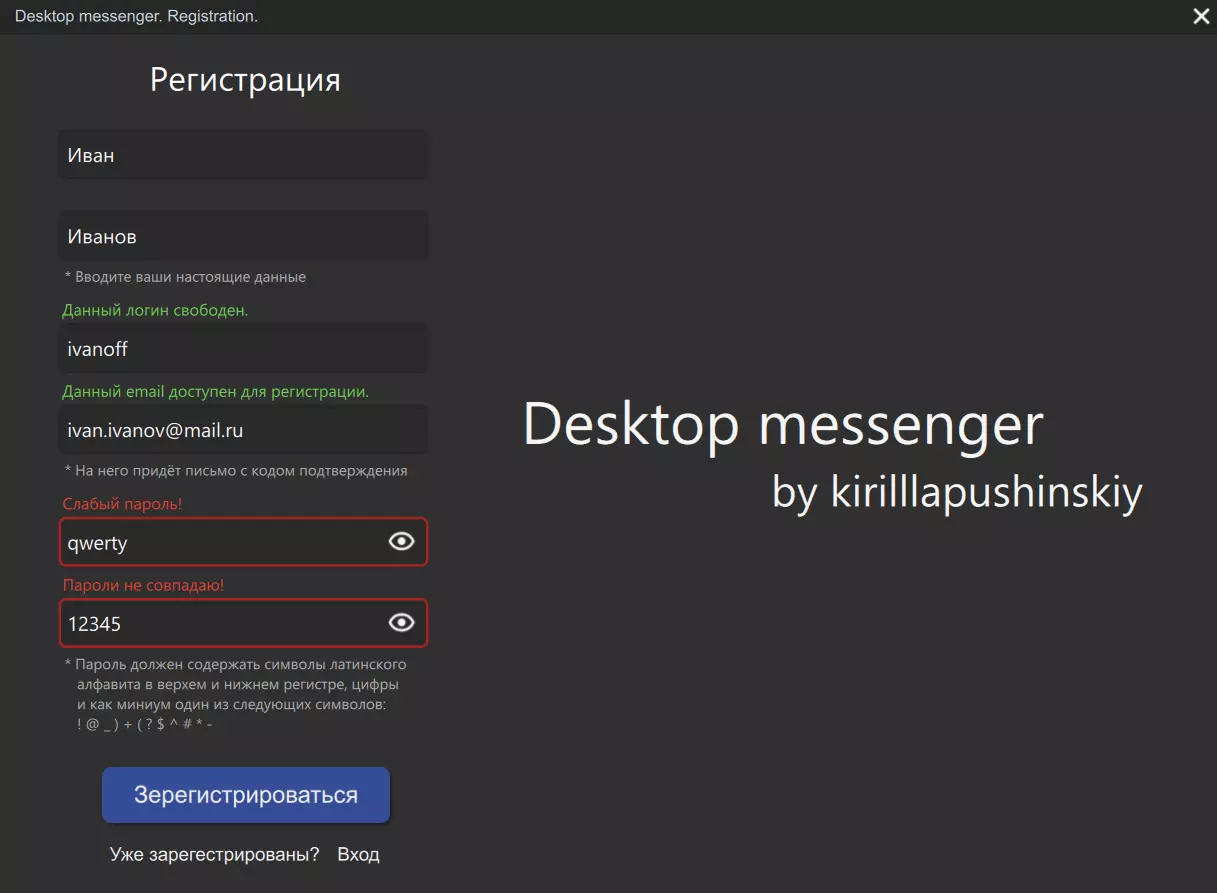 Desktop messenger. Registration.
Регистрация
Иван
Иванов
* Вводите ваши настоящие данные
Данный логин свободен.
ivanoff
Данный email доступен для регистрации.
ivan.ivanov@mail.ru
* На него придёт письмо с кодом подтверждения
Слабый пароль!
qwerty
Пароли не совпадаю!
12345
* Пароль должен содержать символы латинского
алфавита в верхем и нижнем регистре, цифры
и как миниум один из следующих символов:
! @ _ ) + ( ? $ ^ # * -
Зерегистрироваться
Уже зарегестрированы? Вход
Desktop messenger
by kirilllapushinskiy